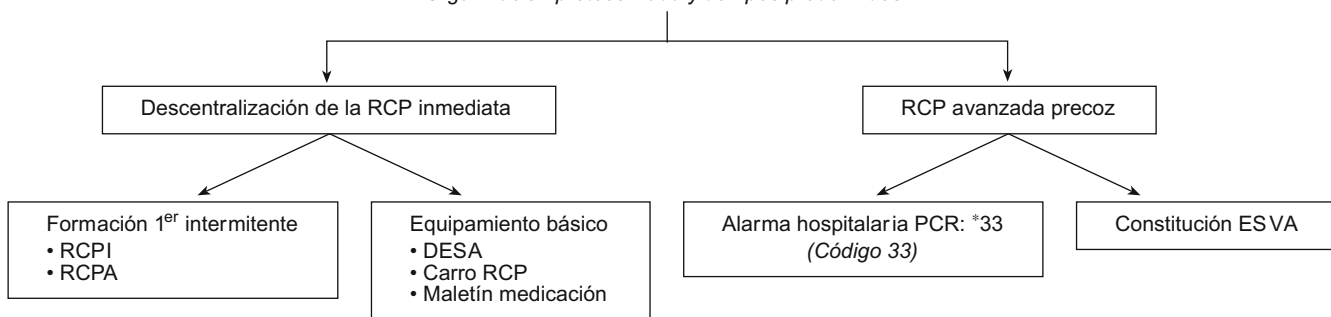 Descentralización de la RCP inmediata
RCP avanzada precoz
Formación 1er intermitente
• RCPI
• RCPA
Equipamiento básico
• DESA
• Carro RCP
• Maletín medicación
Alarma hospitalaria PCR: *33
(Código 33)
Constitución ESVA